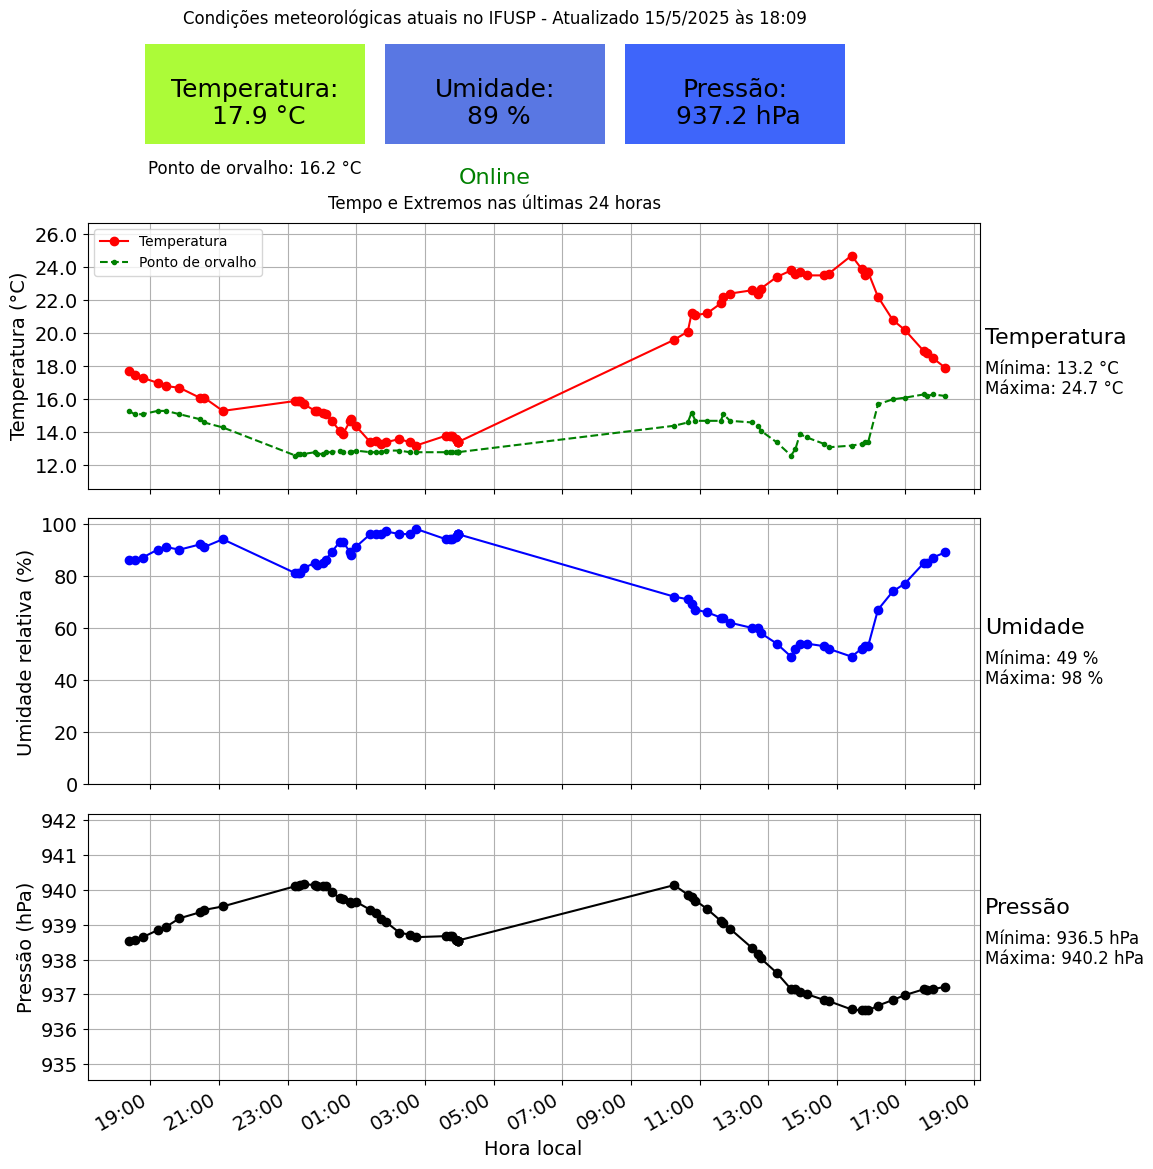 Condições meteorológicas atuais no IFUSP - Atualizado 15/5/2025 às 18:09
Temperatura:
17.9 °C
Umidade:
89 %
Pressão:
937.2 hPa
Ponto de orvalho: 16.2 °C
Online
Tempo e Extremos nas últimas 24 horas
Temperatura (°C)
26.0
24.0
22.0
20.0
18.0
16.0
14.0
12.0
Temperatura
Ponto de orvalho
Temperatura
Mínima: 13.2 °C
Máxima: 24.7 °C
Umidade relativa (%)
100
80
60
40
20
0
Umidade
Mínima: 49 %
Máxima: 98 %
Pressão (hPa)
942
941
940
939
938
937
936
935
Pressão
Mínima: 936.5 hPa
Máxima: 940.2 hPa
19:00 21:00 23:00 01:00 03:00 05:00 07:00 09:00 11:00 13:00 15:00 17:00 19:00
Hora local